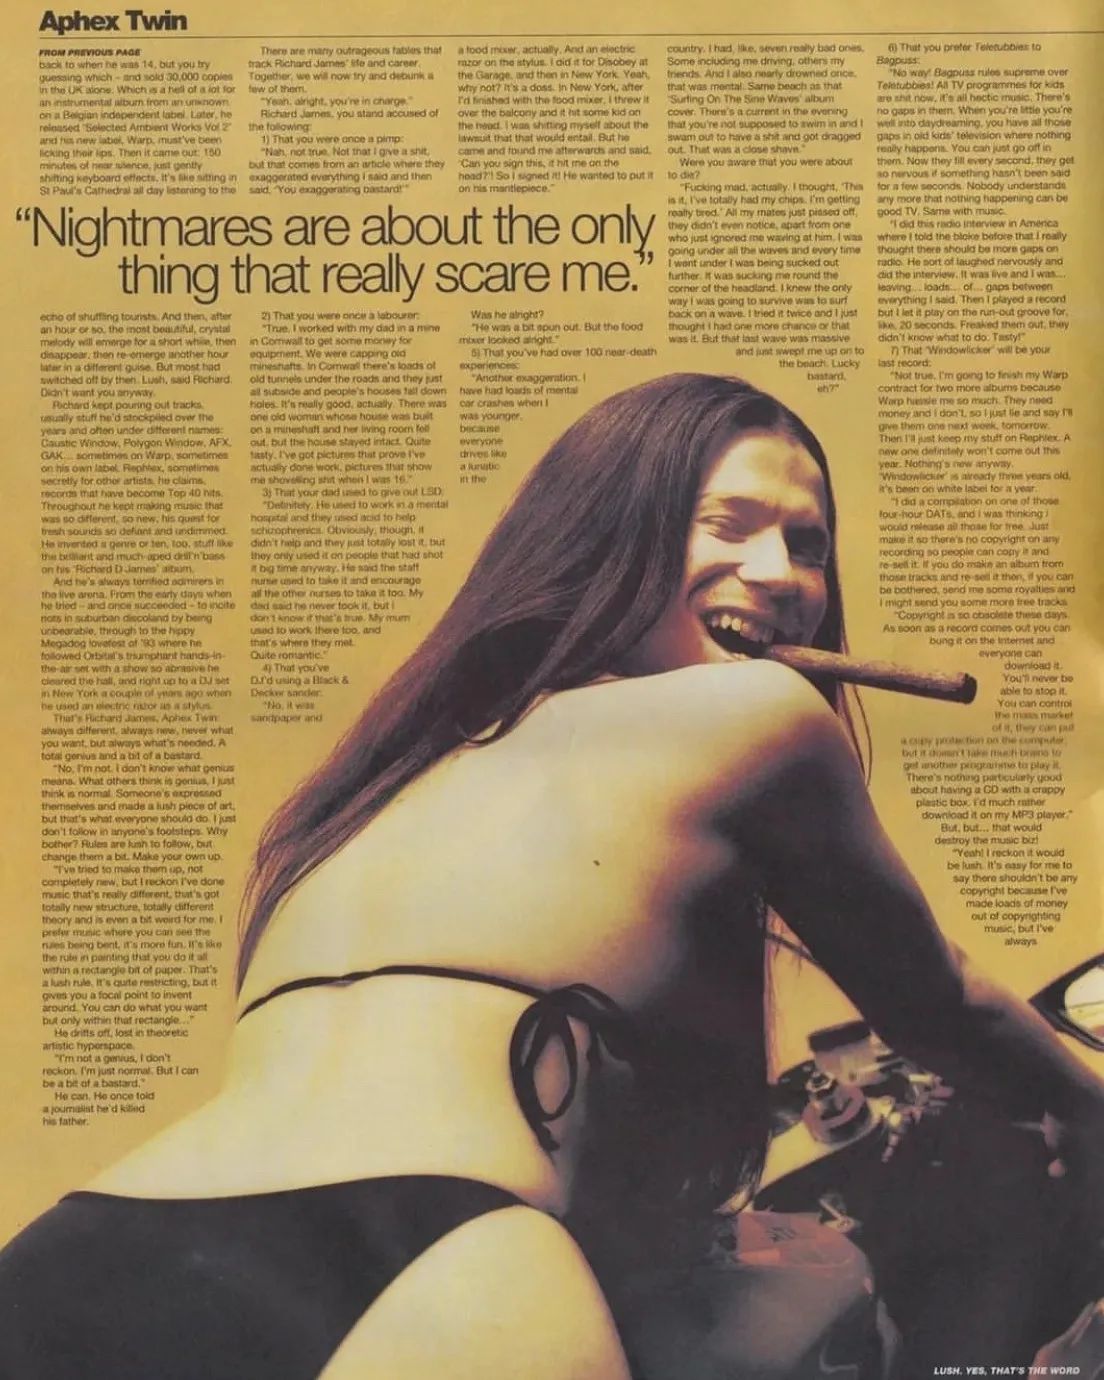 Aphex Twin
FROM PREVIOUS PAGE
back to when he was 14, but you try
guessing which – and sold 30,000 copies
in the UK alone. Which is a hell of a lot for
an instrumental album from an unknown
on a Belgian independent label. Later, he
released 'Selected Ambient Works Vol 2'
and his new label, Warp, must've been
licking their lips. Then it came out: 150
minutes of near silence, just gently
shifting keyboard effects. It's like sitting in
St Paul's Cathedral all day listening to the
echo of shuffling tourists. And then, after
an hour or so, the most beautiful, crystal
melody will emerge for a short while, then
disappear, then re-emerge another hour
later in a different guise. But most had
switched off by then. Lush, said Richard.
Didn't want you anyway.
Richard kept pouring out tracks,
usually stuff he'd stockpiled over the
years and often under different names:
Caustic Window, Polygon Window, AFX,
GAK... sometimes on Warp, sometimes
on his own label, Rephlex, sometimes
secretly for other artists, he claims,
records that have become Top 40 hits.
Throughout he kept making music that
was so different, so new, his quest for
fresh sounds so defiant and undimmed.
He invented a genre or ten, too, stuff like
the brilliant and much-aped drill'n'bass
on his 'Richard D James' album.
And he's always terrified admirers in
the live arena. From the early days when
he tried – and once succeeded – to incite
riots in suburban discoland by being
unbearable, through to the hippy
Megadog lovefest of '93 where he
followed Orbital's triumphant hands-in-
the-air set with a show so abrasive he
cleared the hall, and right up to a DJ set
in New York a couple of years ago when
he used an electric razor as a stylus.
That's Richard James, Aphex Twin:
always different, always new, never what
you want, but always what's needed. A
total genius and a bit of a bastard.
"No, I'm not. I don't know what genius
means. What others think is genius, I just
think is normal. Someone's expressed
themselves and made a lush piece of art,
but that's what everyone should do. I just
don't follow in anyone's footsteps. Why
bother? Rules are lush to follow, but
change them a bit. Make your own up.
"I've tried to make them up, not
completely new, but I reckon I've done
music that's really different, that's got
totally new structure, totally different
theory and is even a bit weird for me. I
prefer music where you can see the
rules being bent, it's more fun. It's like
the rule in painting that you do it all
within a rectangle bit of paper. That's
a lush rule. It's quite restricting, but it
gives you a focal point to invent
around. You can do what you want
but only within that rectangle..."
He drifts off, lost in theoretic
artistic hyperspace.
"I'm not a genius, I don't
reckon. I'm just normal. But I can
be a bit of a bastard."
He can. He once told
a journalist he'd killed
his father.
There are many outrageous fables that
track Richard James' life and career.
Together, we will now try and debunk a
few of them.
"Yeah, alright, you're in charge."
Richard James, you stand accused of
the following:
1) That you were once a pimp:
"Nah, not true. Not that I give a shit,
but that comes from an article where they
exaggerated everything I said and then
said, 'You exaggerating bastard!'"
"Nightmares are about the only
thing that really scare me."
2) That you were once a labourer:
"True. I worked with my dad in a mine
in Cornwall to get some money for
equipment. We were capping old
mineshafts. In Cornwall there's loads of
old tunnels under the roads and they just
all subside and people's houses fall down
holes. It's really good, actually. There was
one old woman whose house was built
on a mineshaft and her living room fell
out, but the house stayed intact. Quite
tasty. I've got pictures that prove I've
actually done work, pictures that show
me shovelling shit when I was 16."
3) That your dad used to give out LSD:
"Definitely. He used to work in a mental
hospital and they used acid to help
schizophrenics. Obviously, though, it
didn't help and they just totally lost it, but
they only used it on people that had shot
it big time anyway. He said the staff
nurse used to take it and encourage
all the other nurses to take it too. My
dad said he never took it, but I
don't know if that's true. My mum
used to work there too, and
that's where they met.
Quite romantic."
4) That you've
DJ'd using a Black &
Decker sander:
"No, it was
sandpaper and
a food mixer, actually. And an electric
razor on the stylus. I did it for Disobey at
the Garage, and then in New York. Yeah,
why not? It's a doss. In New York, after
I'd finished with the food mixer, I threw it
over the balcony and it hit some kid on
the head. I was shitting myself about the
lawsuit that that would entail. But he
came and found me afterwards and said,
'Can you sign this, it hit me on the
head?'! So I signed it! He wanted to put it
on his mantlepiece."
Was he alright?
"He was a bit spun out. But the food
mixer looked alright."
5) That you've had over 100 near-death
experiences:
"Another exaggeration. I
have had loads of mental
car crashes when I
was younger,
because
everyone
drives like
a lunatic
in the
country. I had, like, seven really bad ones.
Some including me driving, others my
friends. And I also nearly drowned once,
that was mental. Same beach as that
'Surfing On The Sine Waves' album
cover. There's a current in the evening
that you're not supposed to swim in and I
swam out to have a shit and got dragged
out. That was a close shave."
Were you aware that you were about
to die?
"Fucking mad, actually. I thought, 'This
is it, I've totally had my chips. I'm getting
really tired.' All my mates just pissed off,
they didn't even notice, apart from one
who just ignored me waving at him. I was
going under all the waves and every time
I went under I was being sucked out
further. It was sucking me round the
corner of the headland. I knew the only
way I was going to survive was to surf
back on a wave. I tried it twice and I just
thought I had one more chance or that
was it. But that last wave was massive
and just swept me up on to
the beach. Lucky
bastard,
eh?"
6) That you prefer Teletubbies to
Bagpuss:
"No way! Bagpuss rules supreme over
Teletubbies! All TV programmes for kids
are shit now, it's all hectic music. There's
no gaps in them. When you're little you're
well into daydreaming, you have all those
gaps in old kids' television where nothing
really happens. You can just go off in
them. Now they fill every second, they get
so nervous if something hasn't been said
for a few seconds. Nobody understands
any more that nothing happening can be
good TV. Same with music.
"I did this radio interview in America
where I told the bloke before that I really
thought there should be more gaps on
radio. He sort of laughed nervously and
did the interview. It was live and I was...
leaving... loads... of... gaps between
everything I said. Then I played a record
but I let it play on the run-out groove for,
like, 20 seconds. Freaked them out, they
didn't know what to do. Tasty!"
7) That 'Windowlicker' will be your
last record:
"Not true. I'm going to finish my Warp
contract for two more albums because
Warp hassle me so much. They need
money and I don't, so I just lie and say I'll
give them one next week, tomorrow.
Then I'll just keep my stuff on Rephlex. A
new one definitely won't come out this
year. Nothing's new anyway.
'Windowlicker' is already three years old,
it's been on white label for a year.
"I did a compilation on one of those
four-hour DATs, and I was thinking I
would release all those for free. Just
make it so there's no copyright on any
recording so people can copy it and
re-sell it. If you do make an album from
those tracks and re-sell it then, if you can
be bothered, send me some royalties and
I might send you some more free tracks.
"Copyright is so obsolete these days.
As soon as a record comes out you can
bung it on the Internet and
everyone can
download it.
You'll never be
able to stop it.
You can control
the mass market
of it, they can put
a copy protection on the computer,
but it doesn't take much brains to
get another programme to play it.
There's nothing particularly good
about having a CD with a crappy
plastic box. I'd much rather
download it on my MP3 player."
But, but... that would
destroy the music biz!
"Yeah! I reckon it would
be lush. It's easy for me to
say there shouldn't be any
copyright because I've
made loads of money
out of copyrighting
music, but I've
always
LUSH. YES, THAT'S THE WORD